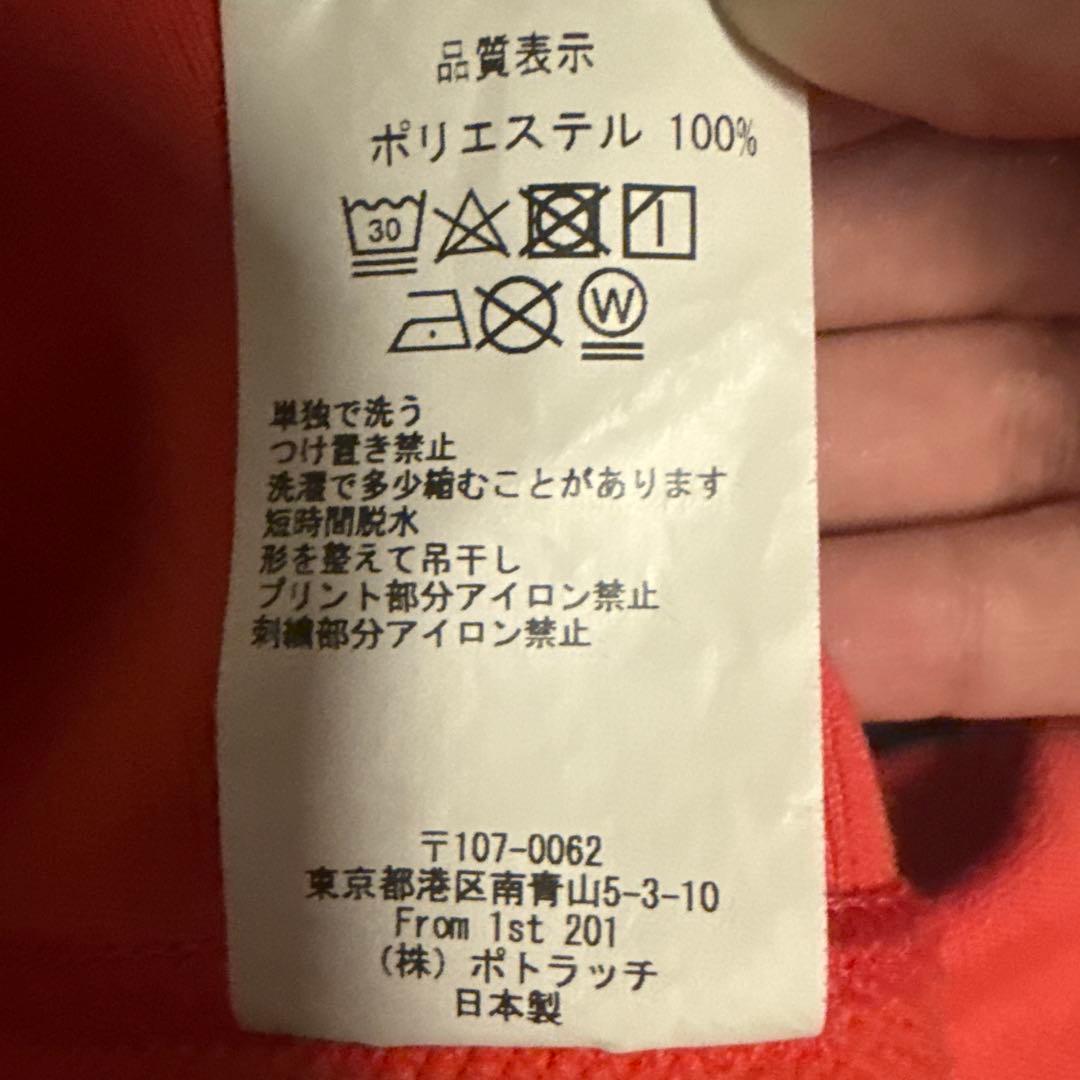 品質表示
ポリエステル 100%
30
W
単独で洗う
つけ置き禁止
洗濯で多少縮むことがあります
短時間脱水
形を整えて吊干し
プリント部分アイロン禁止
刺繍部分アイロン禁止
〒107-0062
東京都港区南青山5-3-10
From 1st 201
(株) ポトラッチ
日本製